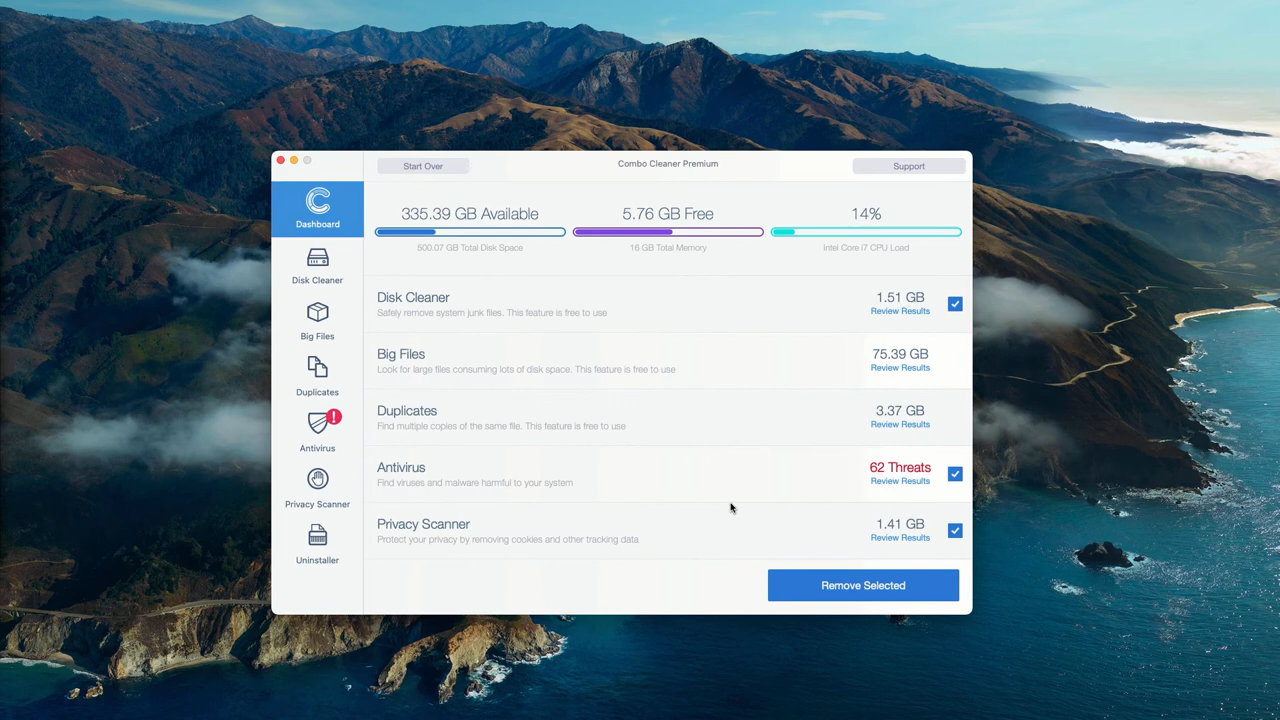 Start Over
Combo Cleaner Premium
Support
Dashboard
Disk Cleaner
Big Files
Duplicates
Antivirus
Privacy Scanner
Uninstaller
335.39 GB Available
500.07 GB Total Disk Space
5.76 GB Free
16 GB Total Memory
14%
Intel Core i7 CPU Load
Disk Cleaner
Safely remove system junk files. This feature is free to use
1.51 GB
Review Results
Big Files
Look for large files consuming lots of disk space. This feature is free to use
75.39 GB
Review Results
Duplicates
Find multiple copies of the same file. This feature is free to use
3.37 GB
Review Results
Antivirus
Find viruses and malware harmful to your system
62 Threats
Review Results
Privacy Scanner
Protect your privacy by removing cookies and other tracking data
1.41 GB
Review Results
Remove Selected